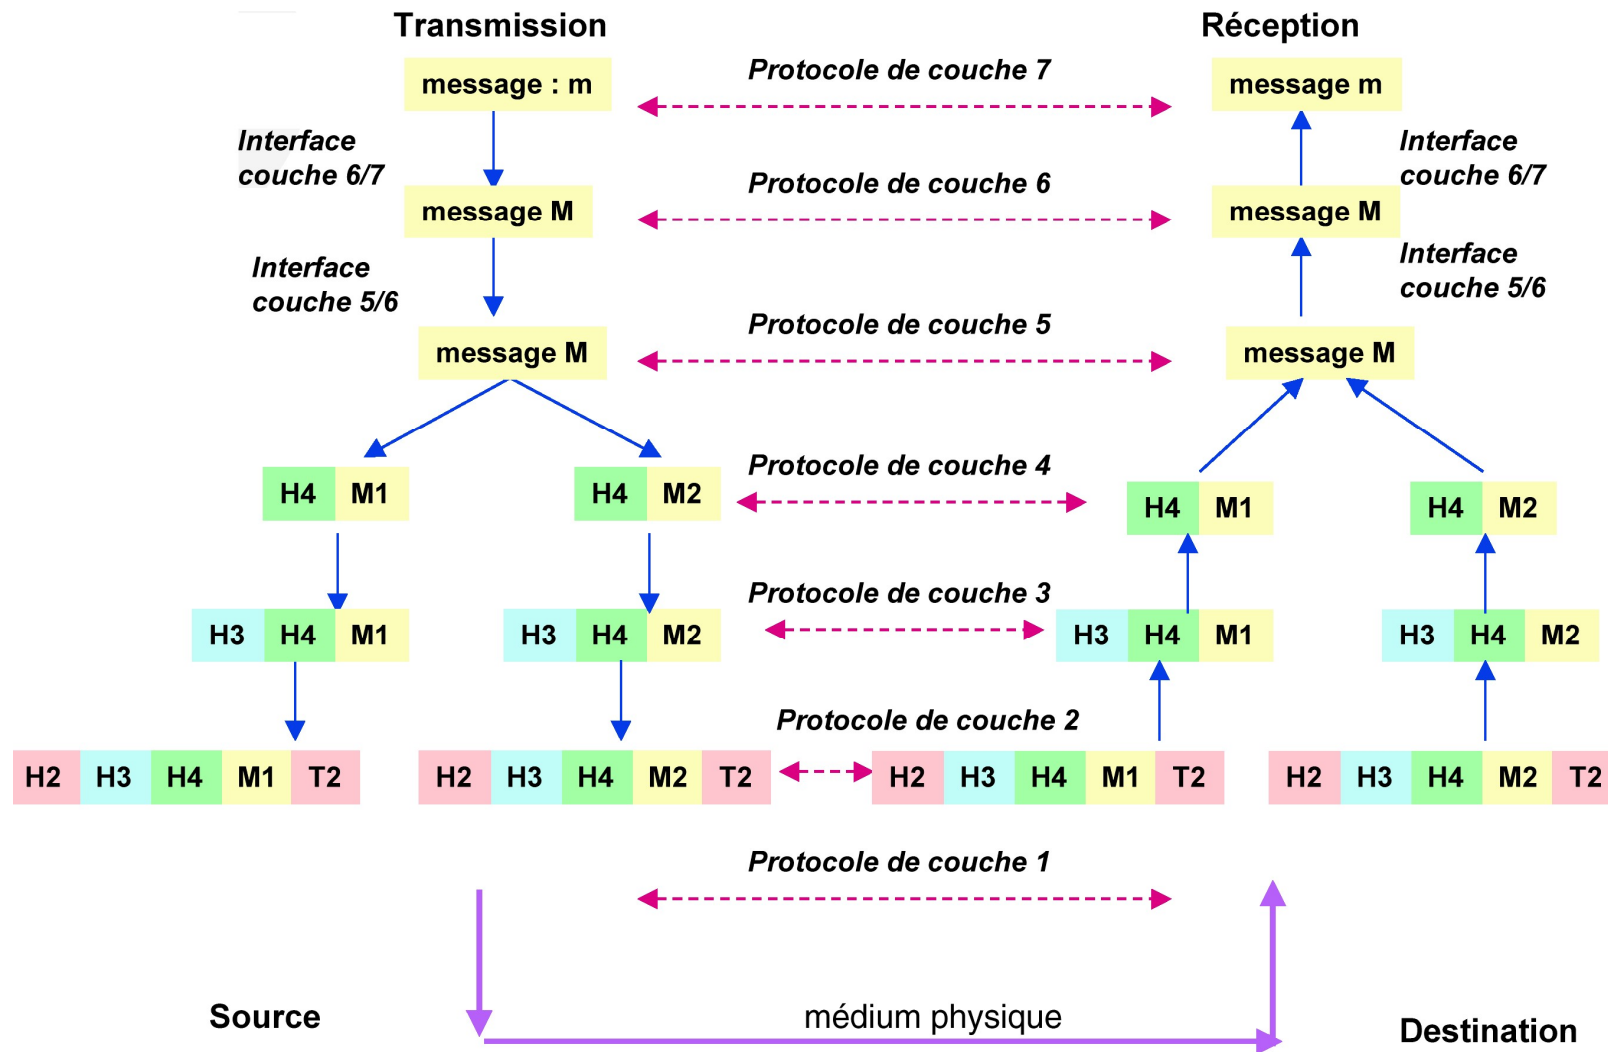 Transmission
Réception
message : m
Protocole de couche 7
message m
Interface
couche 6/7
Interface
couche 6/7
message M
Protocole de couche 6
message M
Interface
couche 5/6
Interface
couche 5/6
message M
Protocole de couche 5
message M
H4 M1
H4 M2
Protocole de couche 4
H4 M1
H4 M2
H3 H4 M1
H3 H4 M2
Protocole de couche 3
H3 H4 M1
H3 H4 M2
Protocole de couche 2
H2 H3 H4 M1 T2
H2 H3 H4 M2 T2
H2 H3 H4 M1 T2
H2 H3 H4 M2 T2
Protocole de couche 1
Source
médium physique
Destination